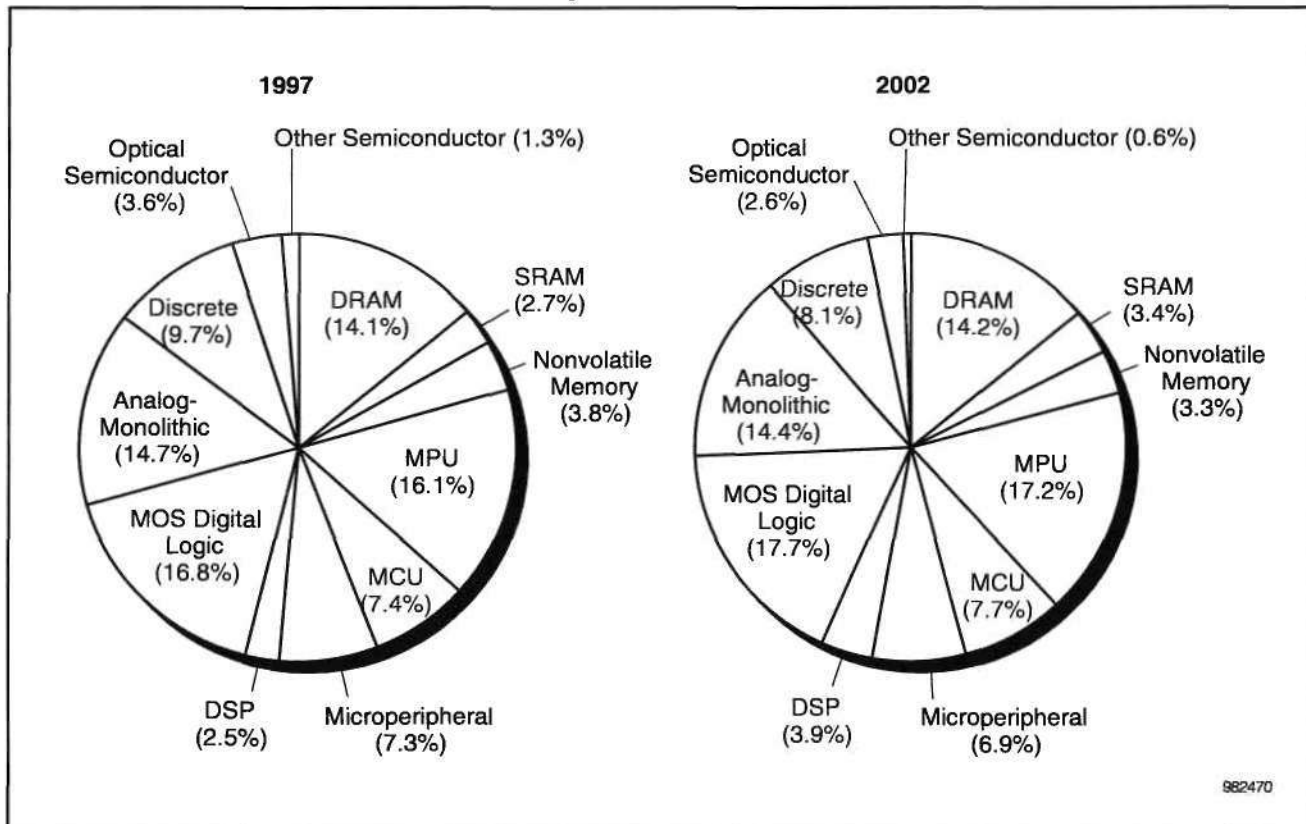 1997
Other Semiconductor (1.3%)
Optical
Semiconductor
(3.6%)
SRAM
(2.7%)
DRAM
(14.1%)
Discrete
(9.7%)
Nonvolatile
Memory
(3.8%)
Analog-
Monolithic
(14.7%)
MPU
(16.1%)
MOS Digital
Logic
(16.8%)
MCU
(7.4%)
DSP
(2.5%)
Microperipheral
(7.3%)
2002
Other Semiconductor (0.6%)
Optical
Semiconductor
(2.6%)
SRAM
(3.4%)
DRAM
(14.2%)
Discrete
(8.1%)
Nonvolatile
Memory
(3.3%)
Analog-
Monolithic
(14.4%)
MPU
(17.2%)
MOS Digital
Logic
(17.7%)
MCU
(7.7%)
DSP
(3.9%)
Microperipheral
(6.9%)
982470